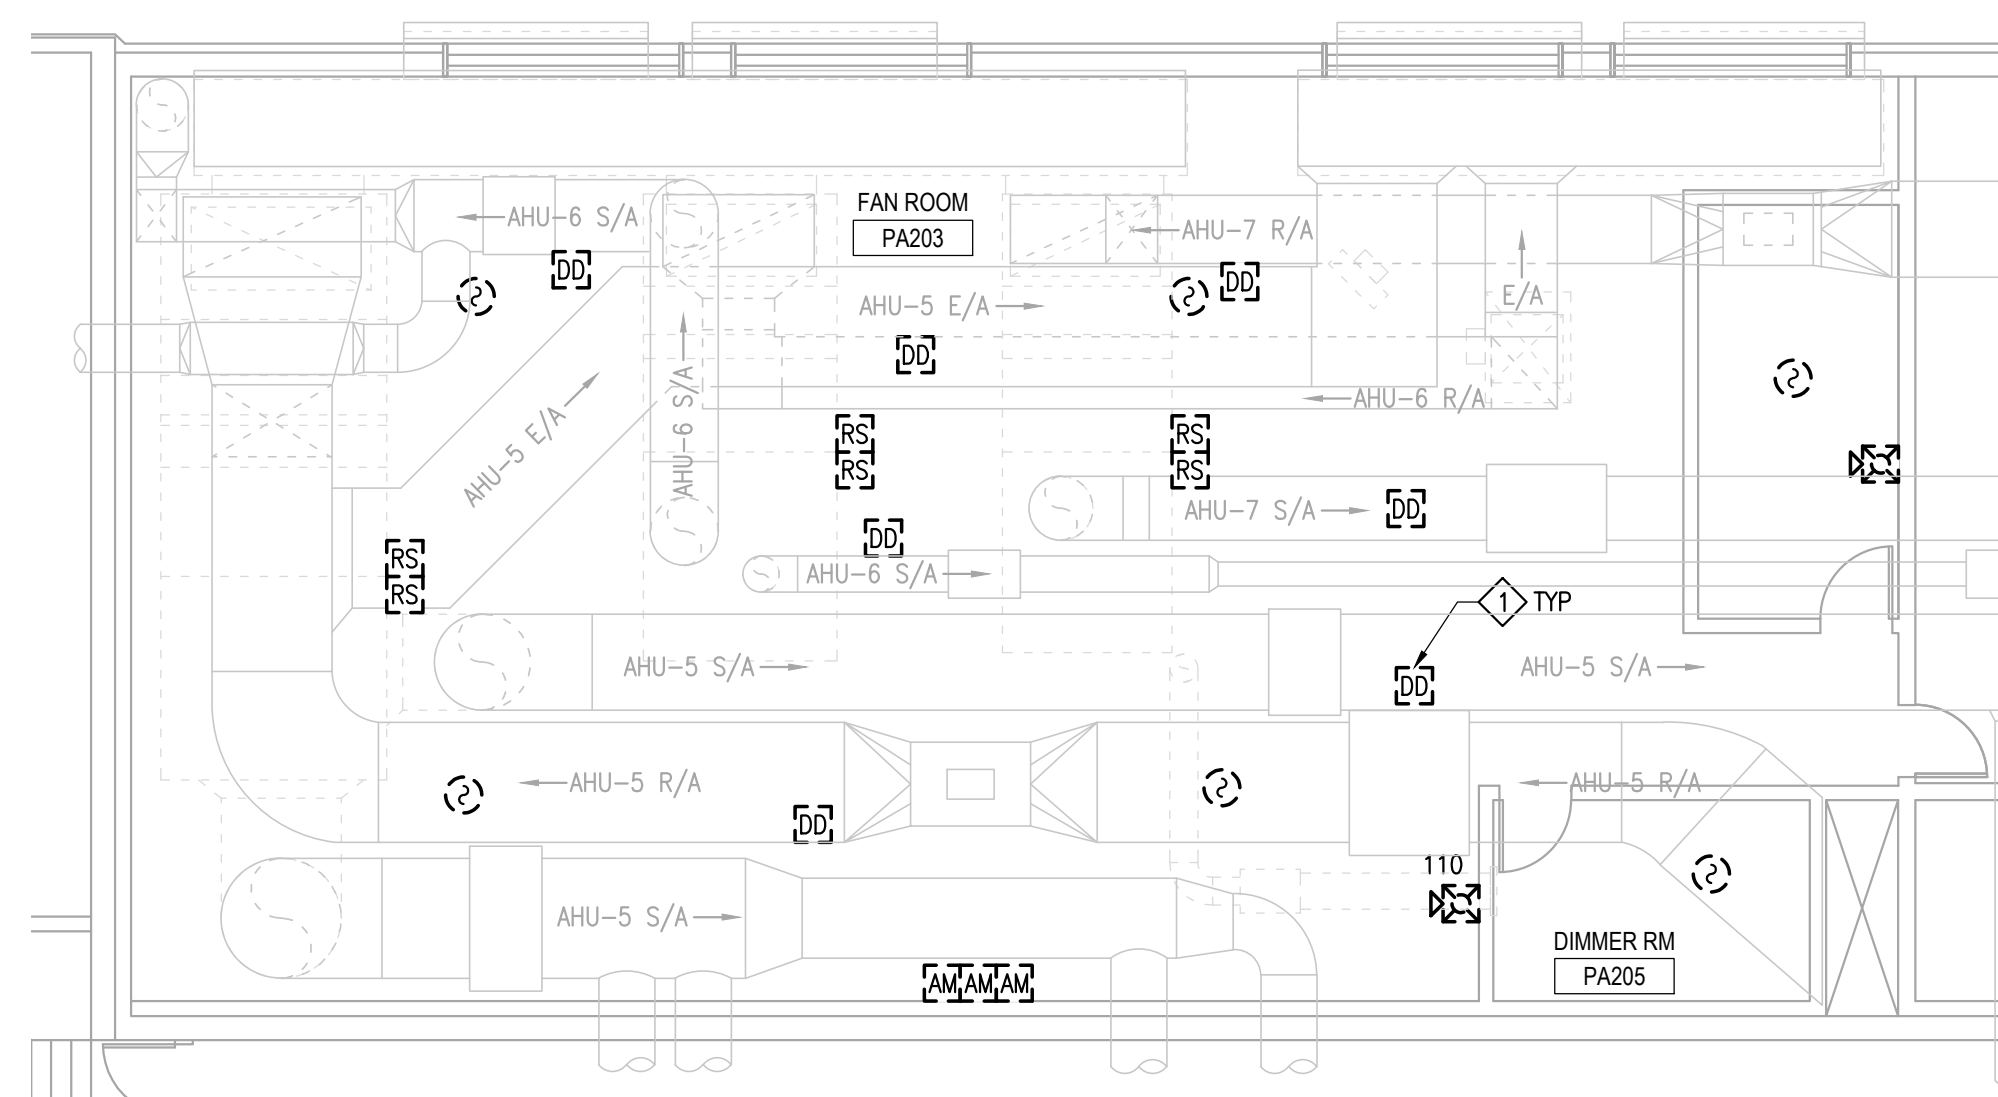 FAN ROOM
PA203
AHU-6 S/A
AHU-7 R/A
DD
DD
E/A
AHU-5 E/A
DD
AHU-6 S/A
AHU-6 R/A
AHU-5 E/A
RS
RS
RS
RS
AHU-7 S/A
DD
DD
RS
RS
AHU-6 S/A
1 TYP
AHU-5 S/A
AHU-5 S/A
DD
AHU-5 R/A
AHU-5 R/A
DD
110
AHU-5 S/A
DIMMER RM
PA205
AM AM AM